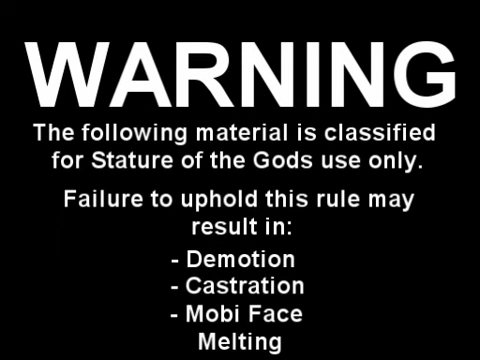 WARNING
The following material is classified
for Stature of the Gods use only.
Failure to uphold this rule may
result in:
- Demotion
- Castration
- Mobi Face
Melting